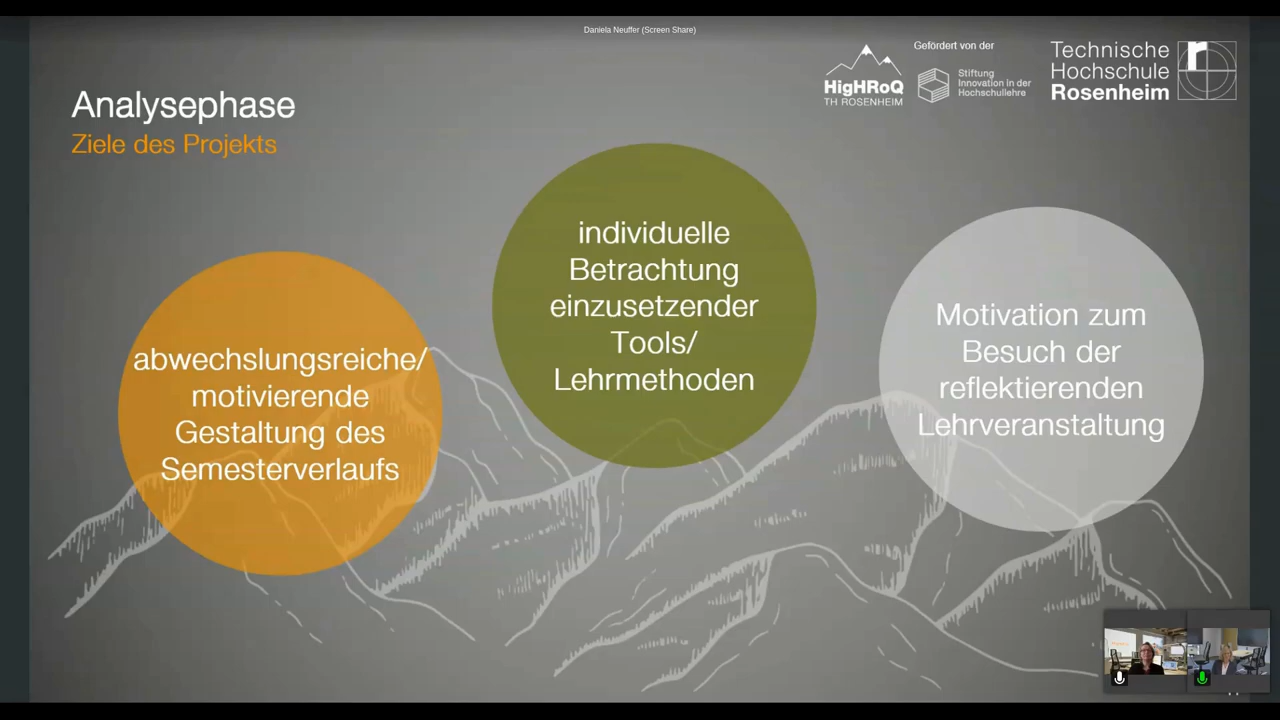 Daniela Neuffer (Screen Share)
Analysephase
Ziele des Projekts
HigHRoQ
TH ROSENHEIM
Gefördert von der
Stiftung
Innovation in der
Hochschullehre
Technische
Hochschule
Rosenheim
abwechslungsreiche/
motivierende
Gestaltung des
Semesterverlaufs
individuelle
Betrachtung
einzusetzender
Tools/
Lehrmethoden
Motivation zum
Besuch der
reflektierenden
Lehrveranstaltung